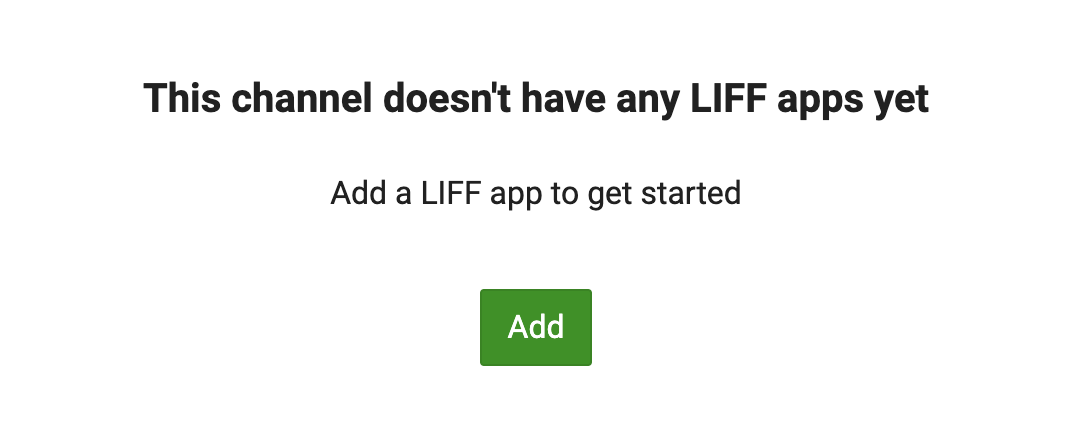 This channel doesn't have any LIFF apps yet
Add a LIFF app to get started
Add